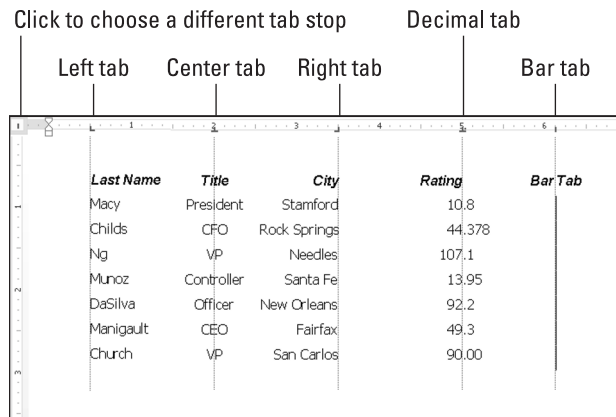 Click to choose a different tab stop Decimal tab
Left tab Center tab Right tab Bar tab
1 2 3 4 5 6
Last Name Title City Rating Bar Tab
1
Macy President Stamford 10.8
Childs CFO Rock Springs 44.378
Ng VP Needles 107.1
Munoz Controller Santa Fe 13.95
2
DaSilva Officer New Orleans 92.2
Manigault CEO Fairfax 49.3
Church VP San Carlos 90.00
3